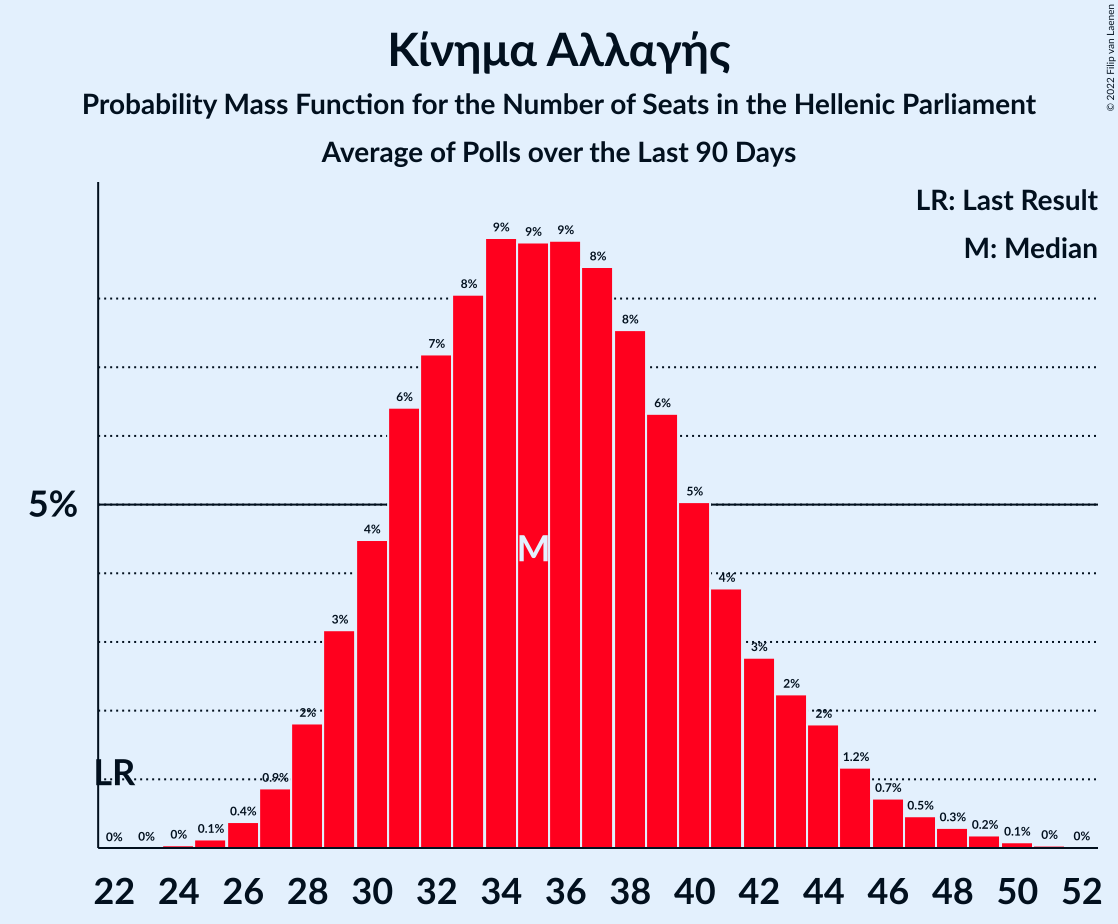 Κίνημα Αλλαγής
Probability Mass Function for the Number of Seats in the Hellenic Parliament
Average of Polls over the Last 90 Days
© 2022 Filip van Laenen
LR: Last Result
M: Median
5%
LR
M
0% 0% 0% 0.1% 0.4% 0.9% 2% 3% 4% 6% 7% 8% 9% 9% 9% 8% 8% 6% 5% 4% 3% 2% 2% 1.2% 0.7% 0.5% 0.3% 0.2% 0.1% 0% 0%
22 24 26 28 30 32 34 36 38 40 42 44 46 48 50 52